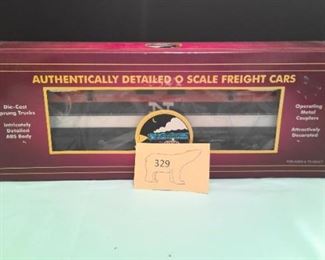 AUTHENTICALLY DETAILED O SCALE FREIGHT CARS
Die-Cast
Sprung Trucks
Intricately
Detailed
ABS Body
Operating
Metal
Couplers
Attractively
Decorated
N
329